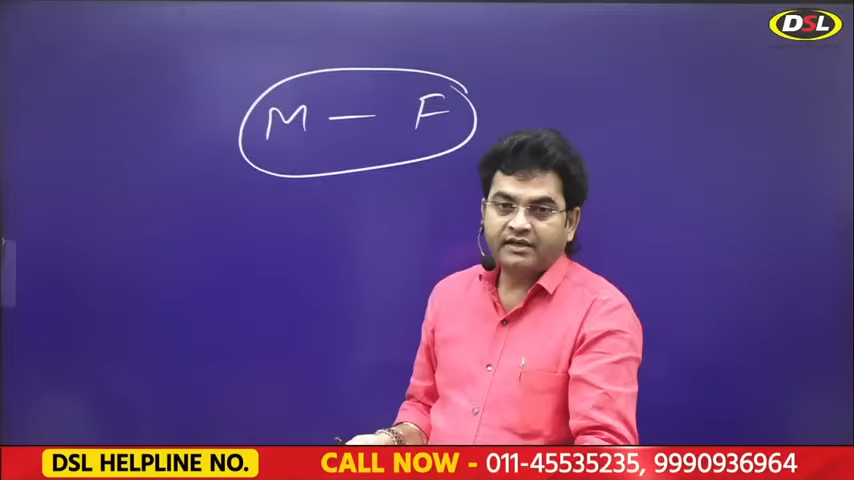 DSL
M — F
DSL HELPLINE NO. CALL NOW - 011-45535235, 9990936964